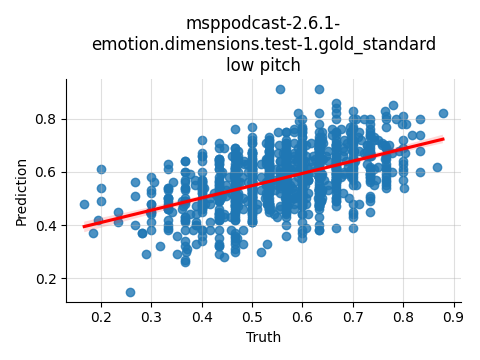 msppodcast-2.6.1-
emotion.dimensions.test-1.gold_standard
low pitch
Prediction
0.8
0.6
0.4
0.2
0.2 0.3 0.4 0.5 0.6 0.7 0.8 0.9
Truth